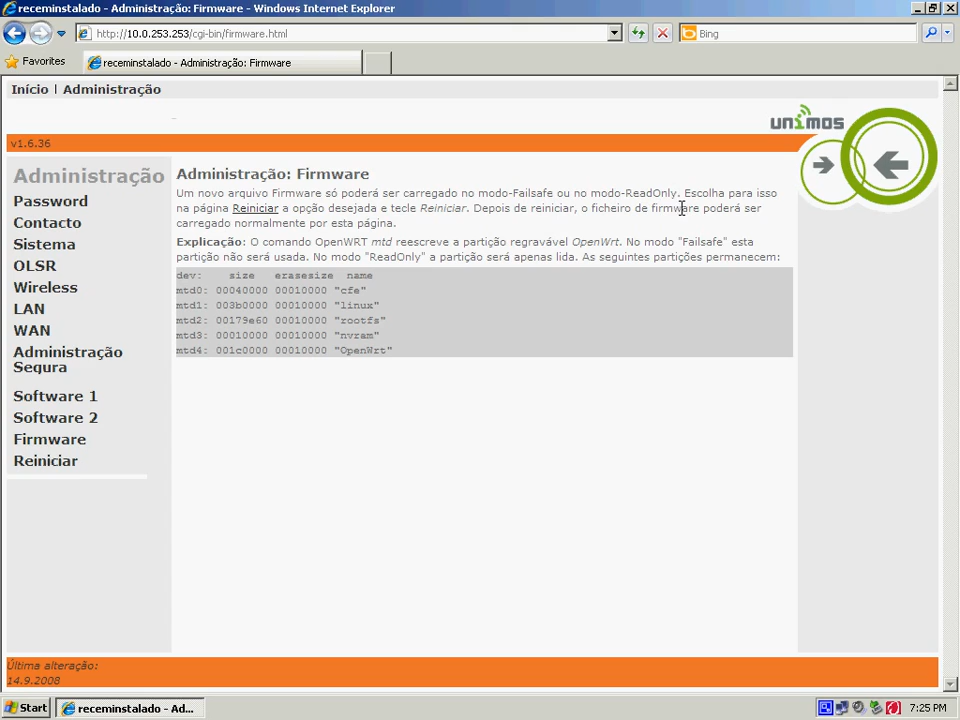 receminstalado - Administração: Firmware - Windows Internet Explorer
http://10.0.253.253/cgi-bin/firmware.html
Bing
Favorites
receminstalado - Administração: Firmware
Início | Administração
unimos
v1.6.36
Administração
Password
Contacto
Sistema
OLSR
Wireless
LAN
WAN
Administração
Segura
Software 1
Software 2
Firmware
Reiniciar
Administração: Firmware
Um novo arquivo Firmware só poderá ser carregado no modo-Failsafe ou no modo-ReadOnly. Escolha para isso
na página Reiniciar a opção desejada e tecle Reiniciar. Depois de reiniciar, o ficheiro de firmware poderá ser
carregado normalmente por esta página.
Explicação: O comando OpenWRT mtd reescreve a partição regravável OpenWrt. No modo "Failsafe" esta
partição não será usada. No modo "ReadOnly" a partição será apenas lida. As seguintes partições permanecem:
dev: size erasesize name
mtd0: 00040000 00010000 "cfe"
mtd1: 003b0000 00010000 "linux"
mtd2: 00179e60 00010000 "rootfs"
mtd3: 00010000 00010000 "nvram"
mtd4: 001c0000 00010000 "OpenWrt"
Última alteração:
14.9.2008
Start
receminstalado - Ad...
7:25 PM